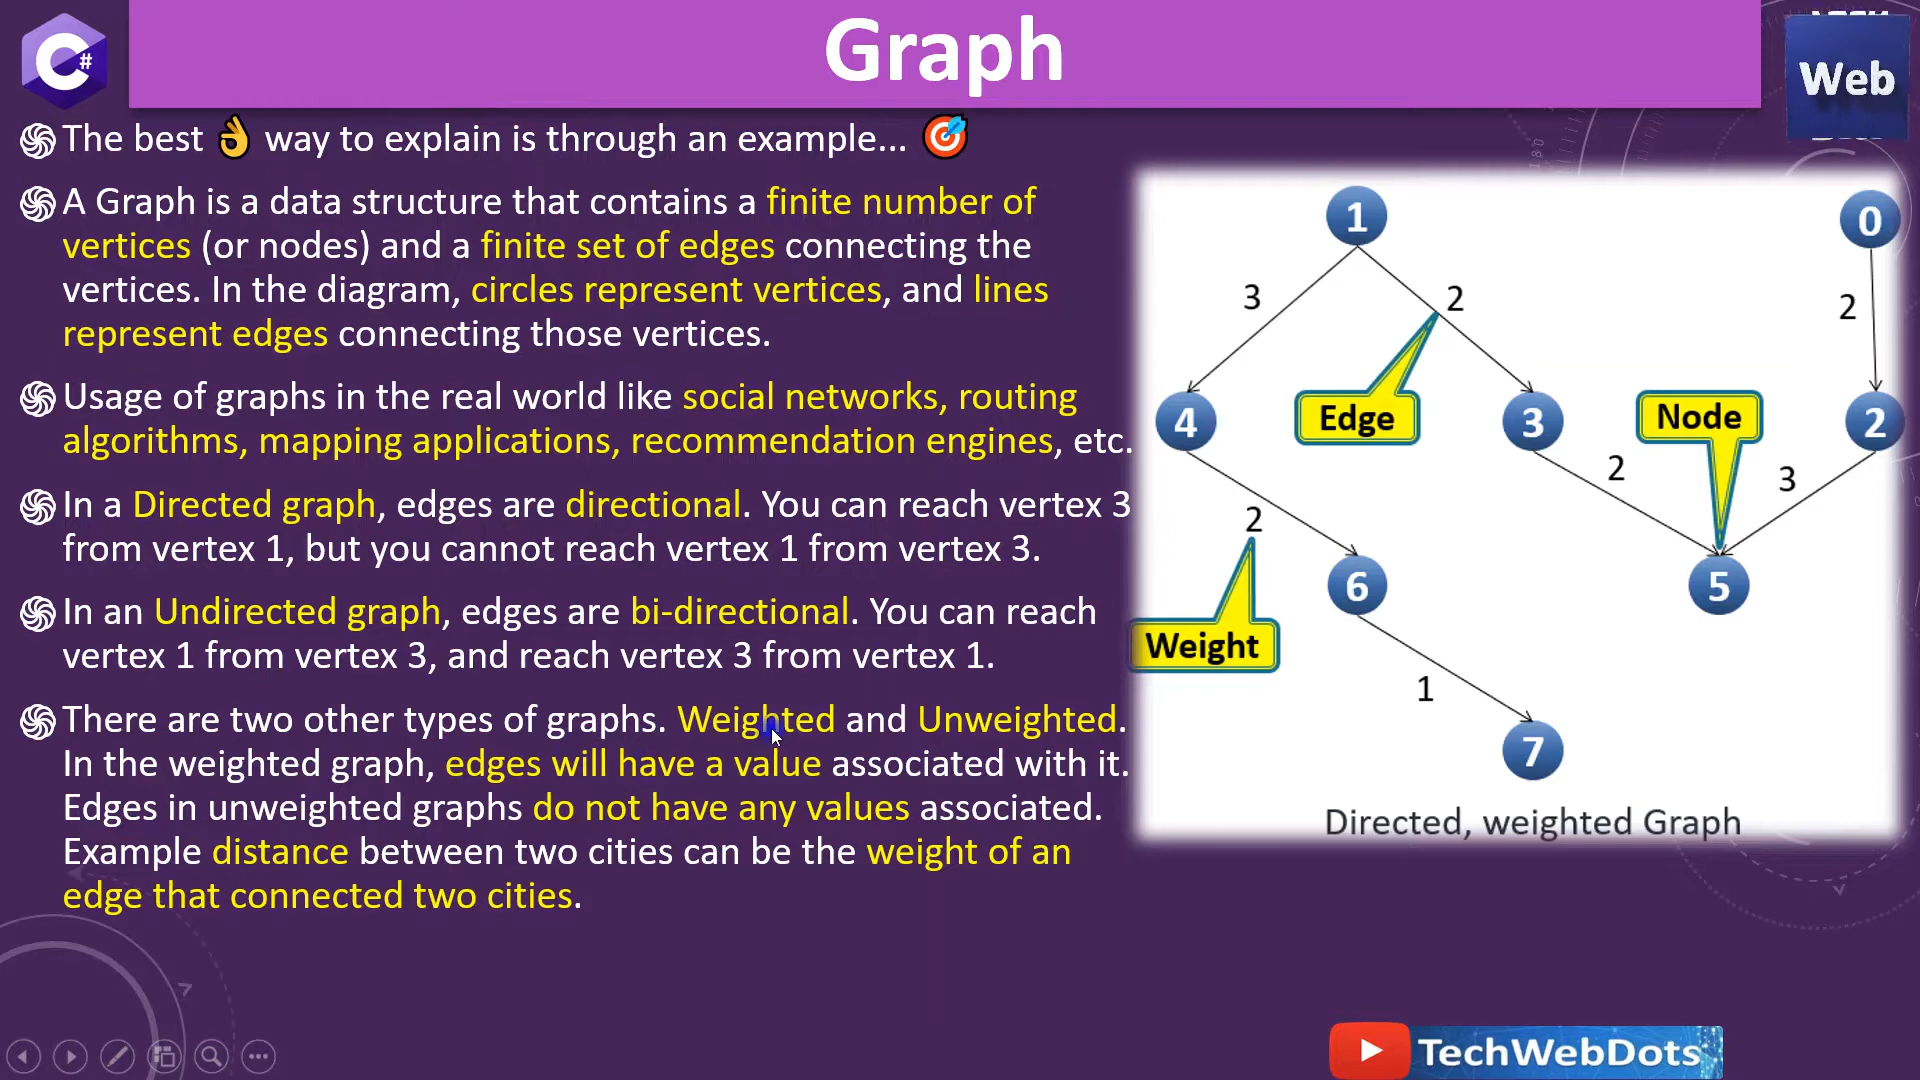 Graph
C#
Web
The best 👌 way to explain is through an example... 🎯
A Graph is a data structure that contains a finite number of
vertices (or nodes) and a finite set of edges connecting the
vertices. In the diagram, circles represent vertices, and lines
represent edges connecting those vertices.
Usage of graphs in the real world like social networks, routing
algorithms, mapping applications, recommendation engines, etc.
In a Directed graph, edges are directional. You can reach vertex 3
from vertex 1, but you cannot reach vertex 1 from vertex 3.
In an Undirected graph, edges are bi-directional. You can reach
vertex 1 from vertex 3, and reach vertex 3 from vertex 1.
There are two other types of graphs. Weighted and Unweighted.
In the weighted graph, edges will have a value associated with it.
Edges in unweighted graphs do not have any values associated.
Example distance between two cities can be the weight of an
edge that connected two cities.
1
0
3
2
2
4
Edge
3
Node
2
2
3
2
6
5
Weight
1
7
Directed, weighted Graph
TechWebDots